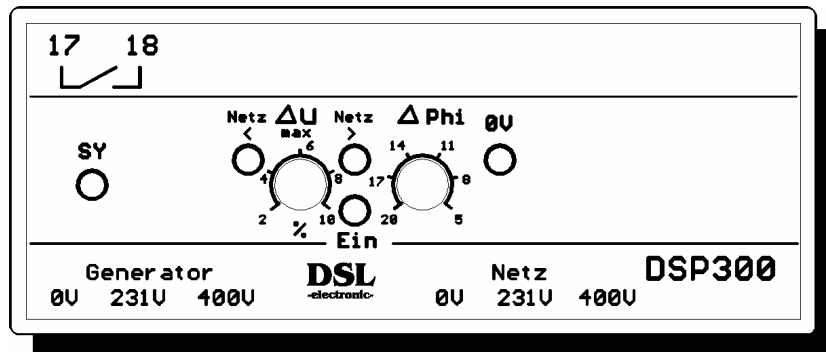 17 18
Netz ΔU Netz Δ Phi 0V
< max >
SY
6 14 11
4 8 17 8
2 % 10 20 5
Ein
Generator DSL Netz DSP300
-electronic-
0V 231V 400V 0V 231V 400V